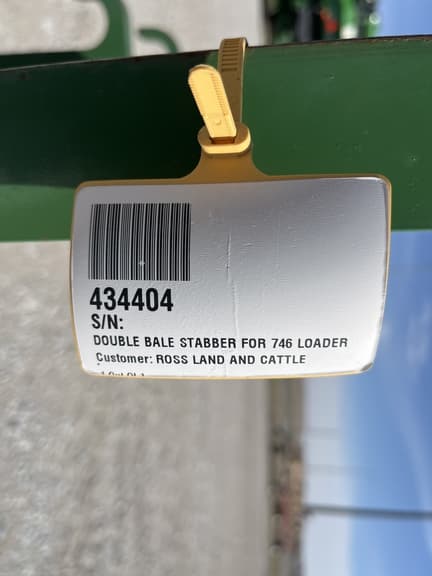 434404
S/N:
DOUBLE BALE STABBER FOR 746 LOADER
Customer: ROSS LAND AND CATTLE